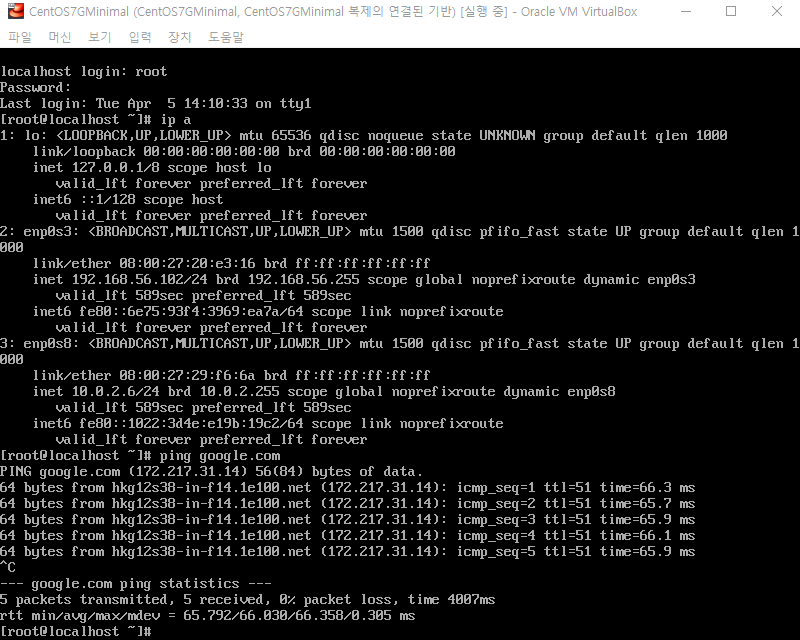 CentOS7GMinimal (CentOS7GMinimal, CentOS7GMinimal 복제의 연결된 기반) [실행 중] - Oracle VM VirtualBox
파일 머신 보기 입력 장치 도움말
localhost login: root
Password:
Last login: Tue Apr  5 14:10:33 on tty1
[root@localhost ~]# ip a
1: lo: <LOOPBACK,UP,LOWER_UP> mtu 65536 qdisc noqueue state UNKNOWN group default qlen 1000
    link/loopback 00:00:00:00:00:00 brd 00:00:00:00:00:00
    inet 127.0.0.1/8 scope host lo
       valid_lft forever preferred_lft forever
    inet6 ::1/128 scope host
       valid_lft forever preferred_lft forever
2: enp0s3: <BROADCAST,MULTICAST,UP,LOWER_UP> mtu 1500 qdisc pfifo_fast state UP group default qlen 1
000
    link/ether 08:00:27:20:e3:16 brd ff:ff:ff:ff:ff:ff
    inet 192.168.56.102/24 brd 192.168.56.255 scope global noprefixroute dynamic enp0s3
       valid_lft 589sec preferred_lft 589sec
    inet6 fe80::6e75:93f4:3969:ea7a/64 scope link noprefixroute
       valid_lft forever preferred_lft forever
3: enp0s8: <BROADCAST,MULTICAST,UP,LOWER_UP> mtu 1500 qdisc pfifo_fast state UP group default qlen 1
000
    link/ether 08:00:27:29:f6:6a brd ff:ff:ff:ff:ff:ff
    inet 10.0.2.6/24 brd 10.0.2.255 scope global noprefixroute dynamic enp0s8
       valid_lft 589sec preferred_lft 589sec
    inet6 fe80::1022:3d4e:e19b:19c2/64 scope link noprefixroute
       valid_lft forever preferred_lft forever
[root@localhost ~]# ping google.com
PING google.com (172.217.31.14) 56(84) bytes of data.
64 bytes from hkg12s38-in-f14.1e100.net (172.217.31.14): icmp_seq=1 ttl=51 time=66.3 ms
64 bytes from hkg12s38-in-f14.1e100.net (172.217.31.14): icmp_seq=2 ttl=51 time=65.7 ms
64 bytes from hkg12s38-in-f14.1e100.net (172.217.31.14): icmp_seq=3 ttl=51 time=65.9 ms
64 bytes from hkg12s38-in-f14.1e100.net (172.217.31.14): icmp_seq=4 ttl=51 time=66.1 ms
64 bytes from hkg12s38-in-f14.1e100.net (172.217.31.14): icmp_seq=5 ttl=51 time=65.9 ms
^C
--- google.com ping statistics ---
5 packets transmitted, 5 received, 0% packet loss, time 4007ms
rtt min/avg/max/mdev = 65.792/66.030/66.358/0.305 ms
[root@localhost ~]#